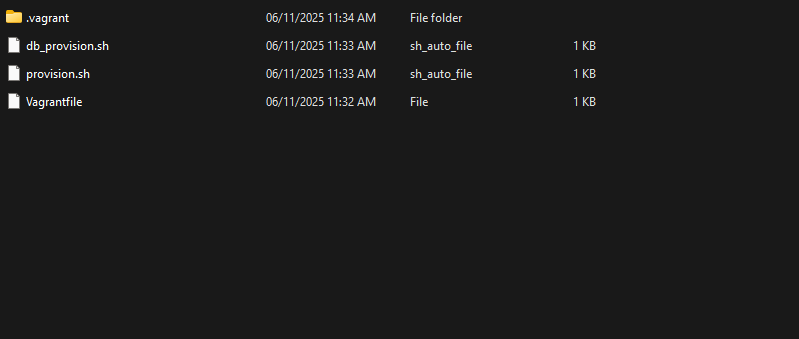 .vagrant 06/11/2025 11:34 AM File folder
db_provision.sh 06/11/2025 11:33 AM sh_auto_file 1 KB
provision.sh 06/11/2025 11:33 AM sh_auto_file 1 KB
Vagrantfile 06/11/2025 11:32 AM File 1 KB